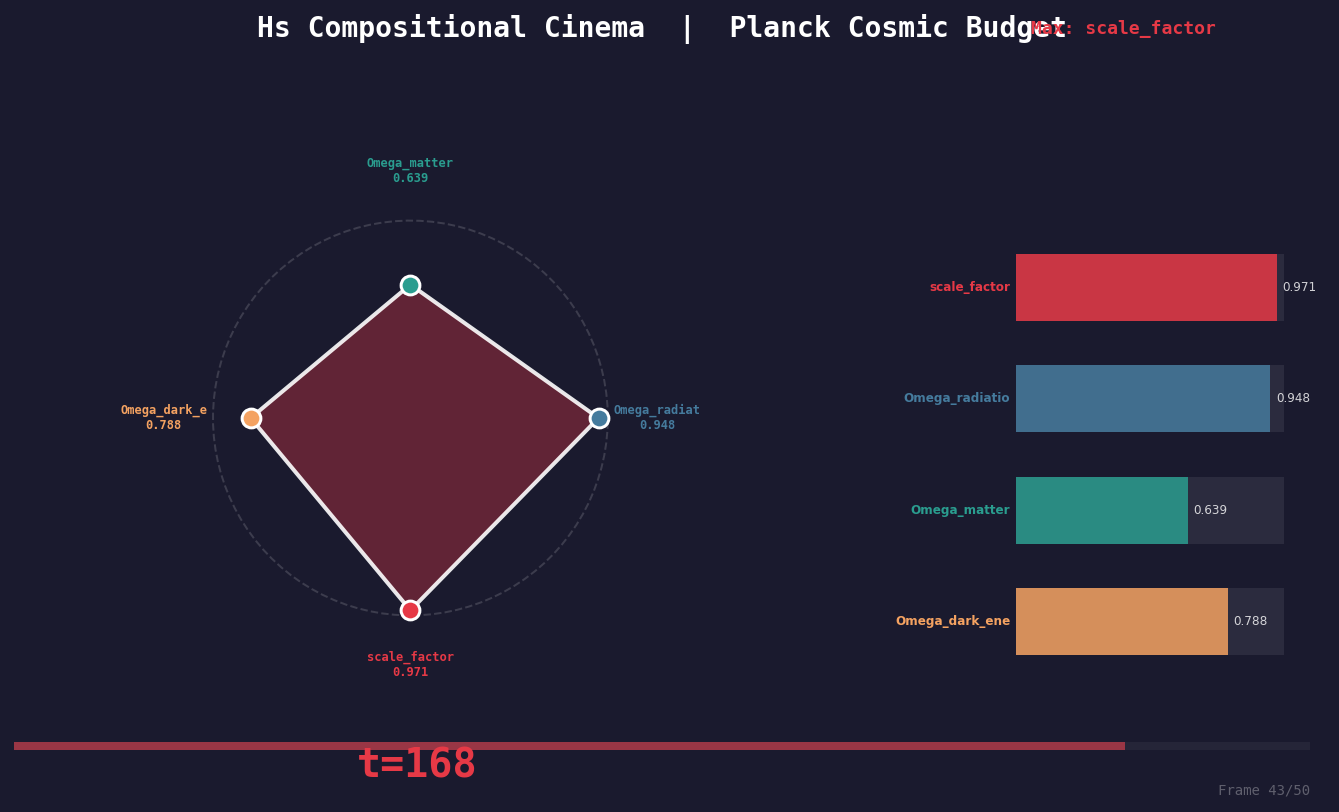 Hs Compositional Cinema | Planck Cosmic Budget
Max: scale_factor
Omega_matter
0.639
Omega_dark_e
0.788
Omega_radiat
0.948
scale_factor
0.971
scale_factor
0.971
Omega_radiatio
0.948
Omega_matter
0.639
Omega_dark_ene
0.788
t=168
Frame 43/50